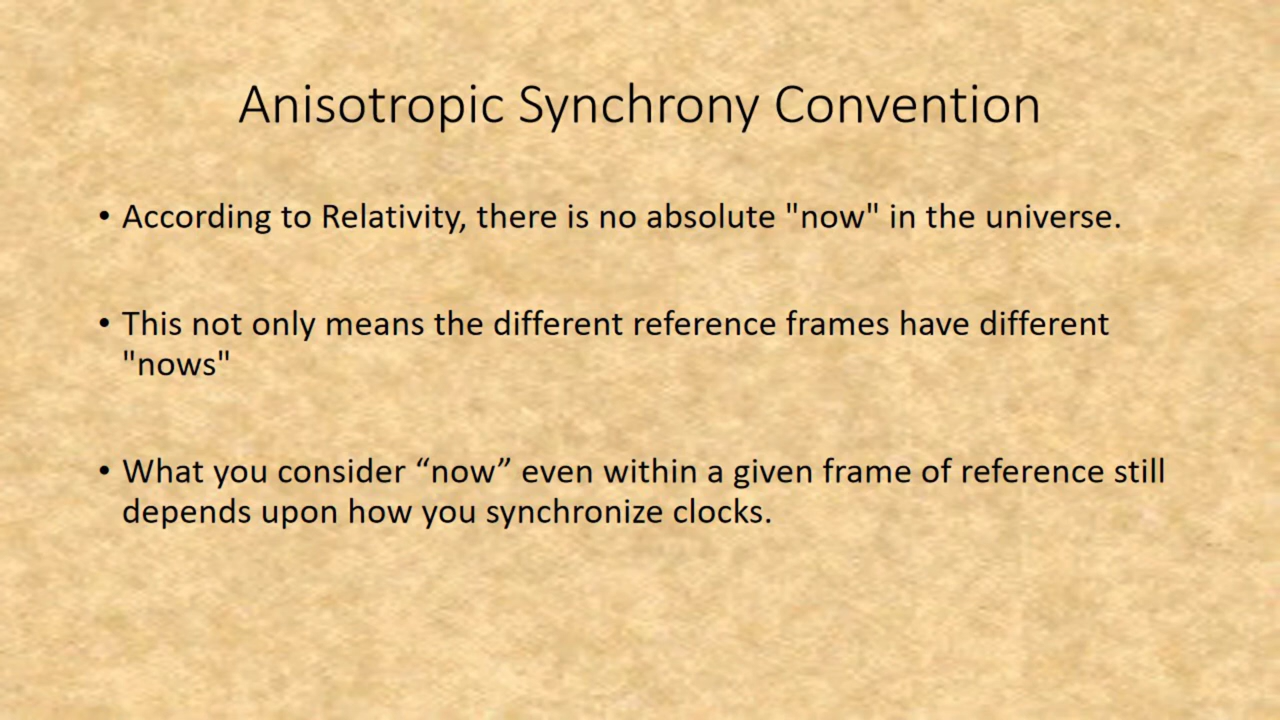 Anisotropic Synchrony Convention
• According to Relativity, there is no absolute "now" in the universe.
• This not only means the different reference frames have different
"nows"
• What you consider “now” even within a given frame of reference still
depends upon how you synchronize clocks.